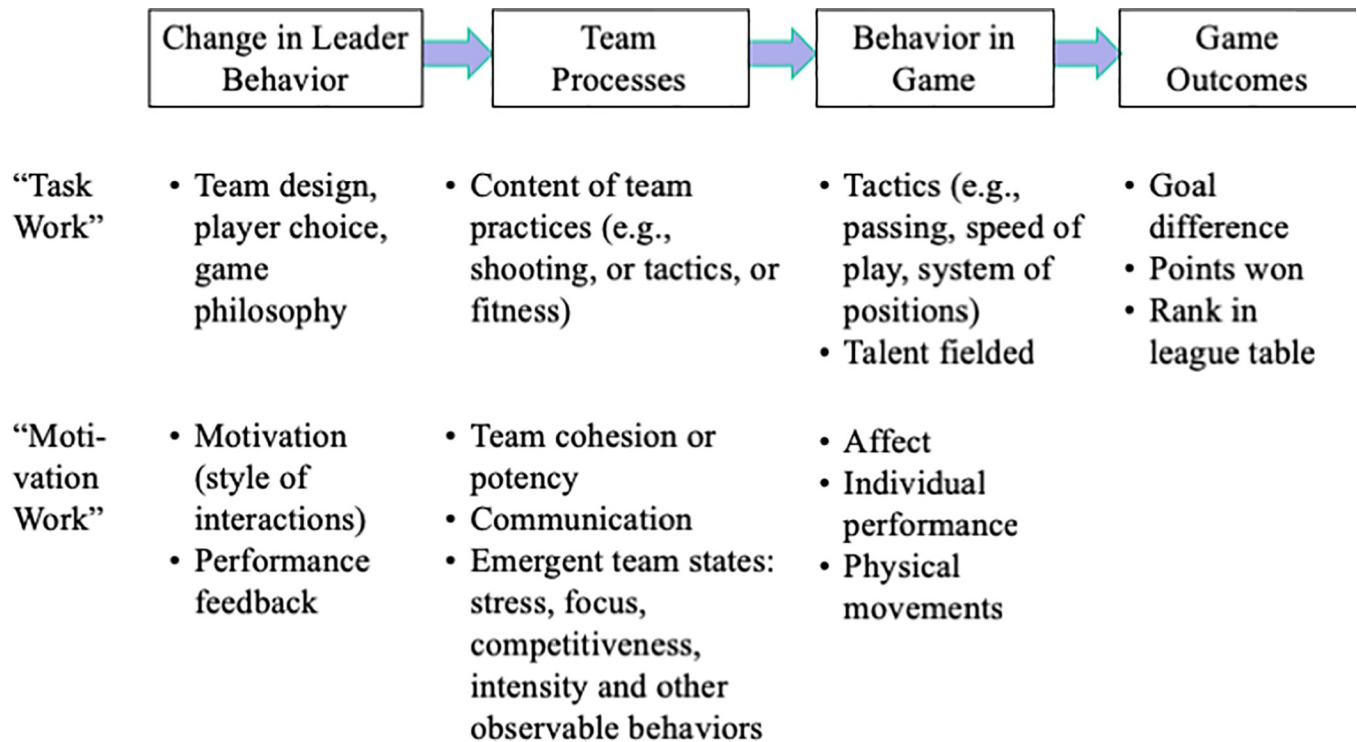 Change in Leader
Behavior
Team
Processes
Behavior in
Game
Game
Outcomes
“Task
Work”
• Team design,
player choice,
game
philosophy
• Content of team
practices (e.g.,
shooting, or tactics, or
fitness)
• Tactics (e.g.,
passing, speed of
play, system of
positions)
• Talent fielded
• Goal
difference
• Points won
• Rank in
league table
“Moti-
vation
Work”
• Motivation
(style of
interactions)
• Performance
feedback
• Team cohesion or
potency
• Communication
• Emergent team states:
stress, focus,
competitiveness,
intensity and other
observable behaviors
• Affect
• Individual
performance
• Physical
movements